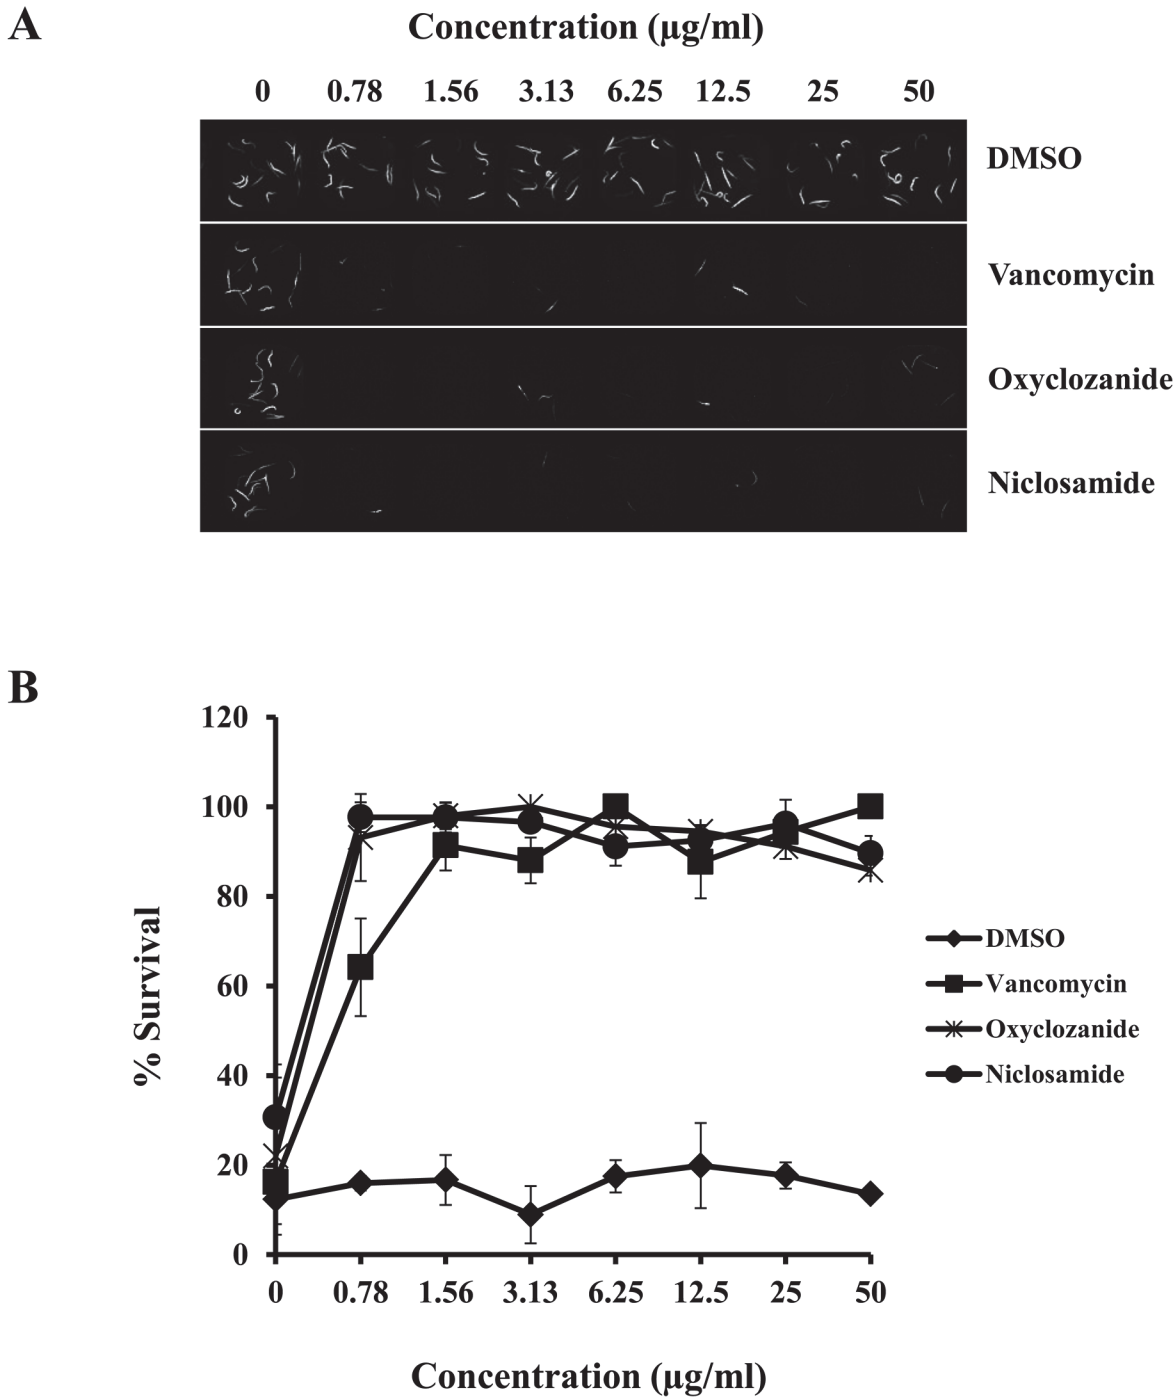 A
Concentration (µg/ml)
0 0.78 1.56 3.13 6.25 12.5 25 50
DMSO
Vancomycin
Oxyclozanide
Niclosamide
B
120
100
80
60
40
20
0
% Survival
0 0.78 1.56 3.13 6.25 12.5 25 50
Concentration (µg/ml)
DMSO
Vancomycin
Oxyclozanide
Niclosamide